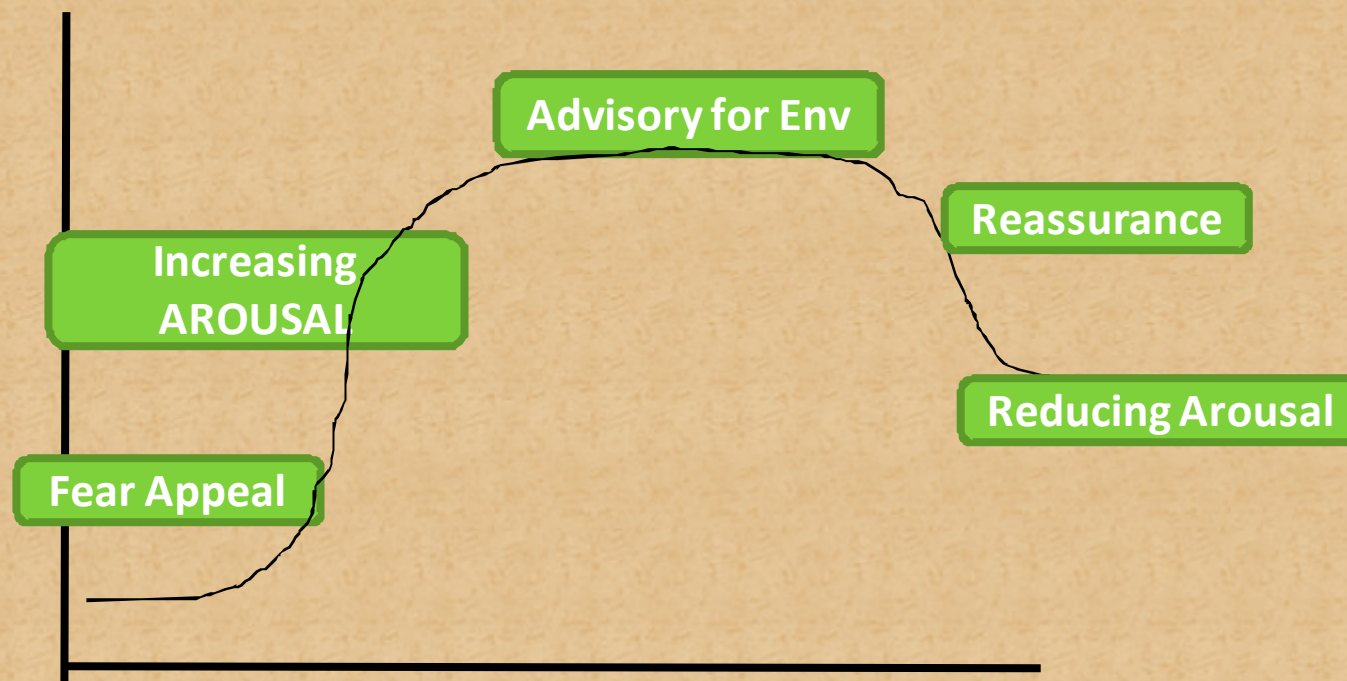 Advisory for Env
Reassurance
Increasing
AROUSAL
Reducing Arousal
Fear Appeal